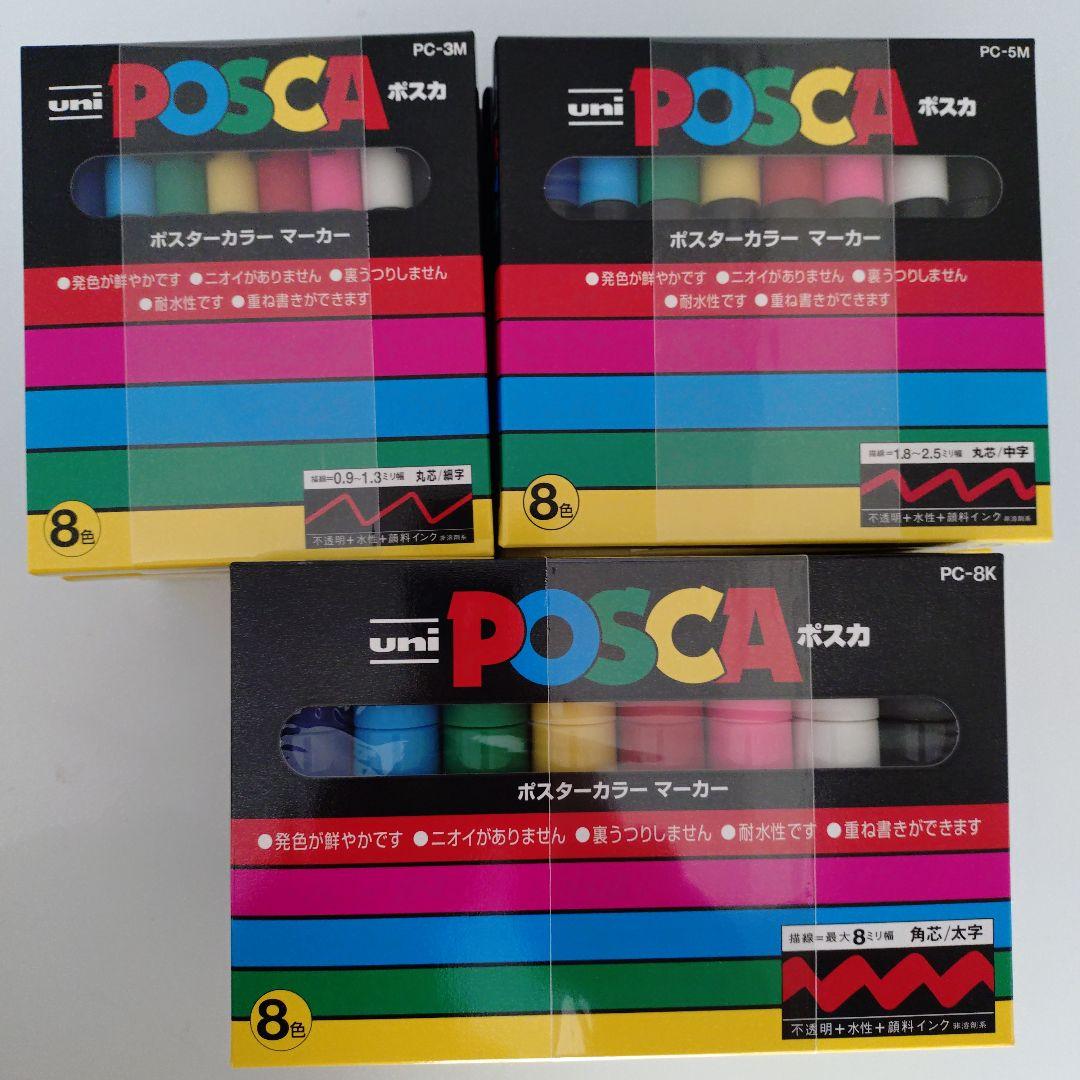 PC-3M
uni POSCA ポスカ
ポスターカラー マーカー
●発色が鮮やかです ●ニオイがありません ●裏うつりしません
●耐水性です ●重ね書きができます
描線=0.9~1.3ミリ幅 丸芯/細字
8色
不透明+水性+顔料インク 非溶剤系
PC-5M
uni POSCA ポスカ
ポスターカラー マーカー
●発色が鮮やかです ●ニオイがありません ●裏うつりしません
●耐水性です ●重ね書きができます
描線=1.8~2.5ミリ幅 丸芯/中字
8色
不透明+水性+顔料インク 非溶剤系
PC-8K
uni POSCA ポスカ
ポスターカラー マーカー
●発色が鮮やかです ●ニオイがありません ●裏うつりしません ●耐水性です ●重ね書きができます
描線=最大8ミリ幅 角芯/太字
8色
不透明+水性+顔料インク 非溶剤系